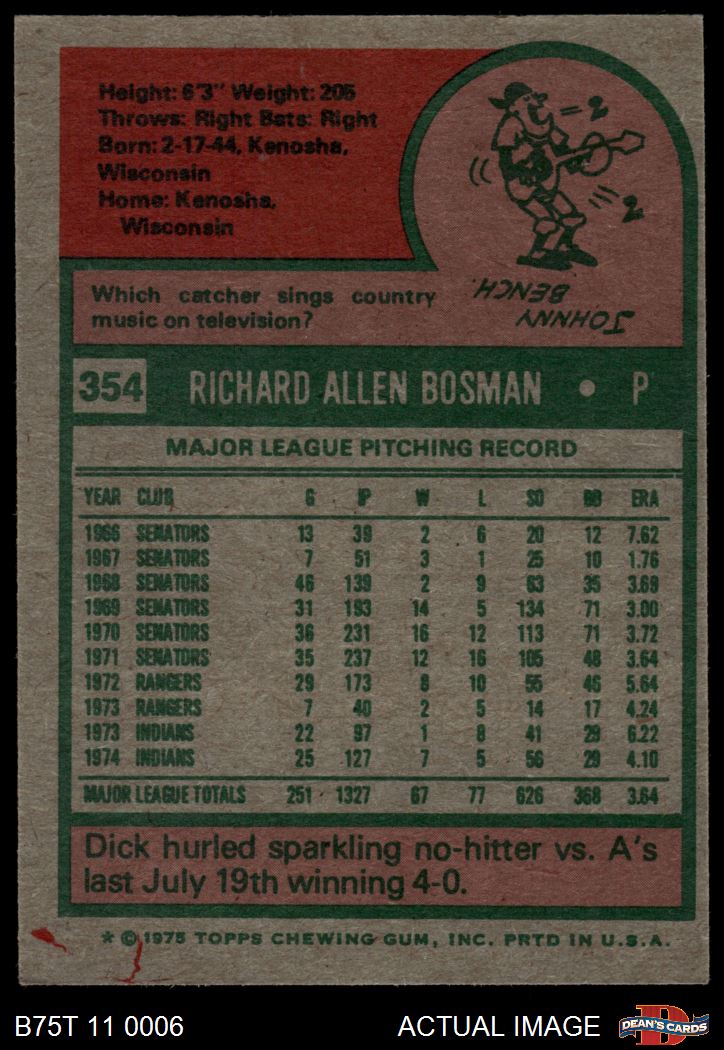 Height: 6'3" Weight: 205
Throws: Right Bats: Right
Born: 2-17-44, Kenosha,
Wisconsin
Home: Kenosha,
Wisconsin
Which catcher sings country
music on television?
JOHNNY
BENCH.
354 RICHARD ALLEN BOSMAN • P
MAJOR LEAGUE PITCHING RECORD
YEAR CLUB G IP W L SO BB ERA
1966 SENATORS 13 39 2 6 20 12 7.62
1967 SENATORS 7 51 3 1 25 10 1.76
1968 SENATORS 46 139 2 9 63 35 3.69
1969 SENATORS 31 193 14 5 134 71 3.00
1970 SENATORS 36 231 16 12 113 71 3.72
1971 SENATORS 35 237 12 16 105 48 3.64
1972 RANGERS 29 173 8 10 55 46 5.64
1973 RANGERS 7 40 2 5 14 17 4.24
1973 INDIANS 22 97 1 8 41 29 6.22
1974 INDIANS 25 127 7 5 56 29 4.10
MAJOR LEAGUE TOTALS 251 1327 67 77 626 368 3.64
Dick hurled sparkling no-hitter vs. A's
last July 19th winning 4-0.
* © 1975 TOPPS CHEWING GUM, INC. PRTD IN U.S.A.
B75T 11 0006 ACTUAL IMAGE DEAN'S CARDS